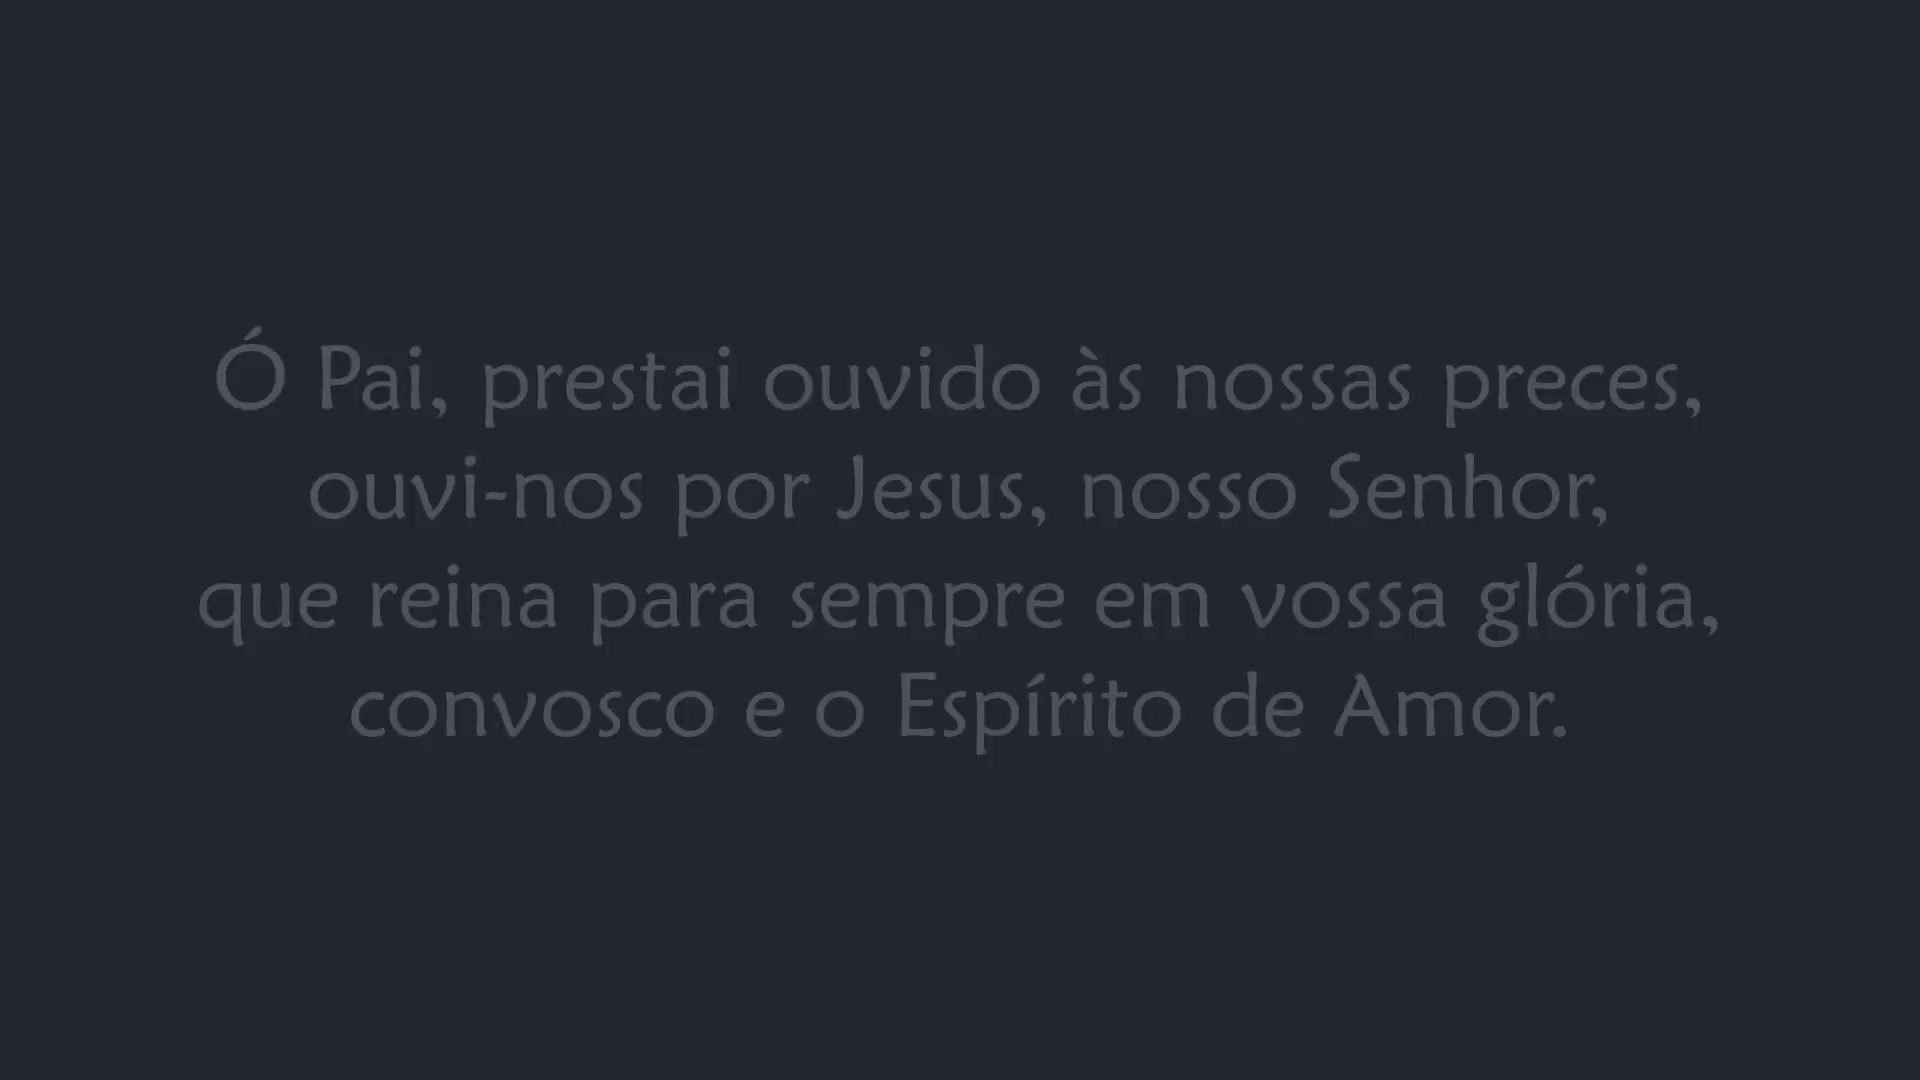 Ó Pai, prestai ouvido às nossas preces,
ouvi-nos por Jesus, nosso Senhor,
que reina para sempre em vossa glória,
convosco e o Espírito de Amor.